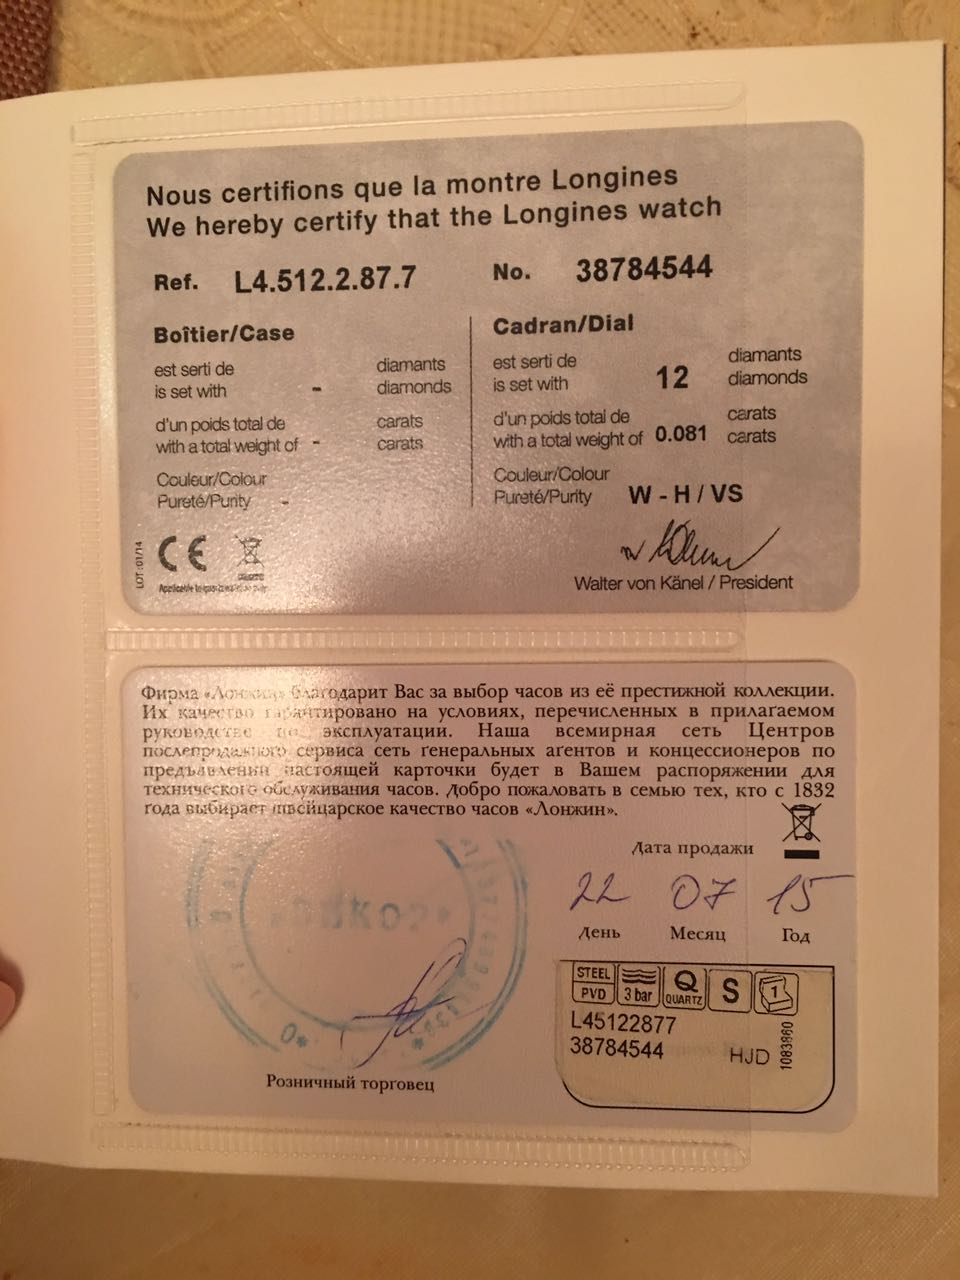 Nous certifions que la montre Longines
We hereby certify that the Longines watch
Ref. L4.512.2.87.7 No. 38784544
Boîtier/Case
est serti de diamants
is set with - diamonds
d'un poids total de carats
with a total weight of - carats
Couleur/Colour
Pureté/Purity -
Cadran/Dial
est serti de diamants
is set with 12 diamonds
d'un poids total de carats
with a total weight of 0.081 carats
Couleur/Colour
Pureté/Purity W - H / VS
LOT : 01/14
CE
Walter von Känel / President
Фирма «Лонжин» благодарит Вас за выбор часов из её престижной коллекции.
Их качество гарантировано на условиях, перечисленных в прилагаемом
руководстве по эксплуатации. Наша всемирная сеть Центров
послепродажного сервиса сеть генеральных агентов и концессионеров по
предъявлении настоящей карточки будет в Вашем распоряжении для
технического обслуживания часов. Добро пожаловать в семью тех, кто с 1832
года выбирает швейцарское качество часов «Лонжин».
Дата продажи
22 07 15
День Месяц Год
Розничный торговец
STEEL
PVD
3 bar
Q
QUARTZ
S
1
L45122877
38784544 HJD
1083860